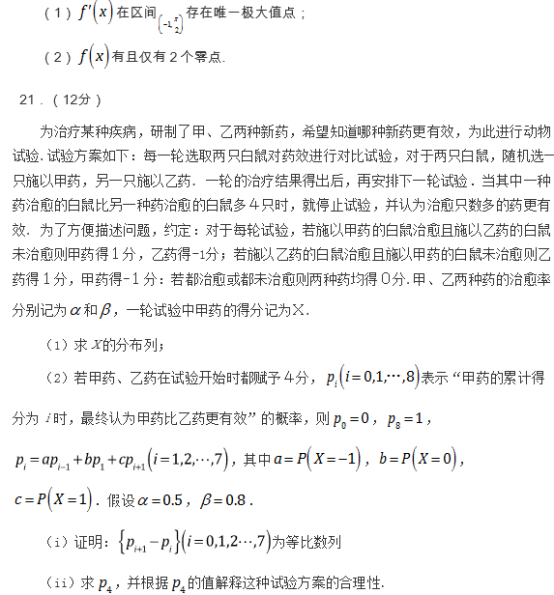 （1）f′(x)在区间(-1,π/2)存在唯一极大值点；
（2）f(x)有且仅有2个零点.
21．（12分）
为治疗某种疾病，研制了甲、乙两种新药，希望知道哪种新药更有效，为此进行动物
试验．试验方案如下：每一轮选取两只白鼠对药效进行对比试验，对于两只白鼠，随机选一
只施以甲药，另一只施以乙药．一轮的治疗结果得出后，再安排下一轮试验．当其中一种
药治愈的白鼠比另一种药治愈的白鼠多4只时，就停止试验，并认为治愈只数多的药更有
效．为了方便描述问题，约定：对于每轮试验，若施以甲药的白鼠治愈且施以乙药的白鼠
未治愈则甲药得1分，乙药得-1分；若施以乙药的白鼠治愈且施以甲药的白鼠未治愈则乙
药得1分，甲药得-1分：若都治愈或都未治愈则两种药均得0分.甲、乙两种药的治愈率
分别记为α和β，一轮试验中甲药的得分记为X．
（1）求X的分布列；
（2）若甲药、乙药在试验开始时都赋予4分，p_i(i=0,1,⋯,8)表示“甲药的累计得
分为i时，最终认为甲药比乙药更有效”的概率，则p_0=0，p_8=1，
p_i=ap_{i-1}+bp_1+cp_{i+1}(i=1,2,⋯,7)，其中a=P(X=-1)，b=P(X=0)，
c=P(X=1)．假设α=0.5，β=0.8．
（i）证明：{p_{i+1}-p_i}(i=0,1,2⋯,7)为等比数列
（ii）求p_4，并根据p_4的值解释这种试验方案的合理性.